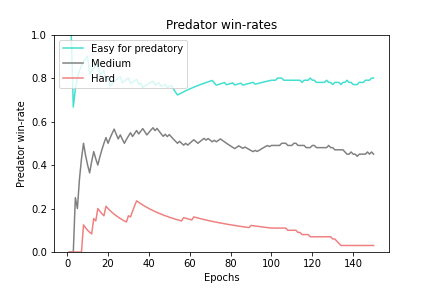 Predator win-rates
Easy for predatory
Medium
Hard
Predator win-rate
1.0
0.8
0.6
0.4
0.2
0.0
0 20 40 60 80 100 120 140
Epochs